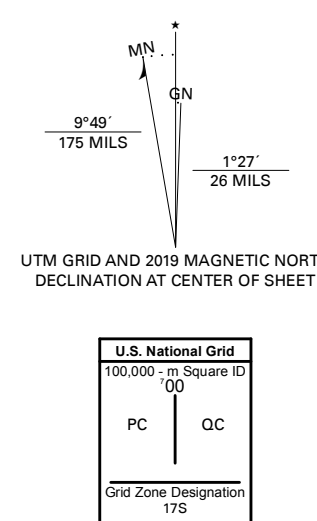 ★
MN
GN
9°49´
175 MILS
1°27´
26 MILS
UTM GRID AND 2019 MAGNETIC NORT
DECLINATION AT CENTER OF SHEET
U.S. National Grid
100,000 - m Square ID
⁷00
PC QC
Grid Zone Designation
17S